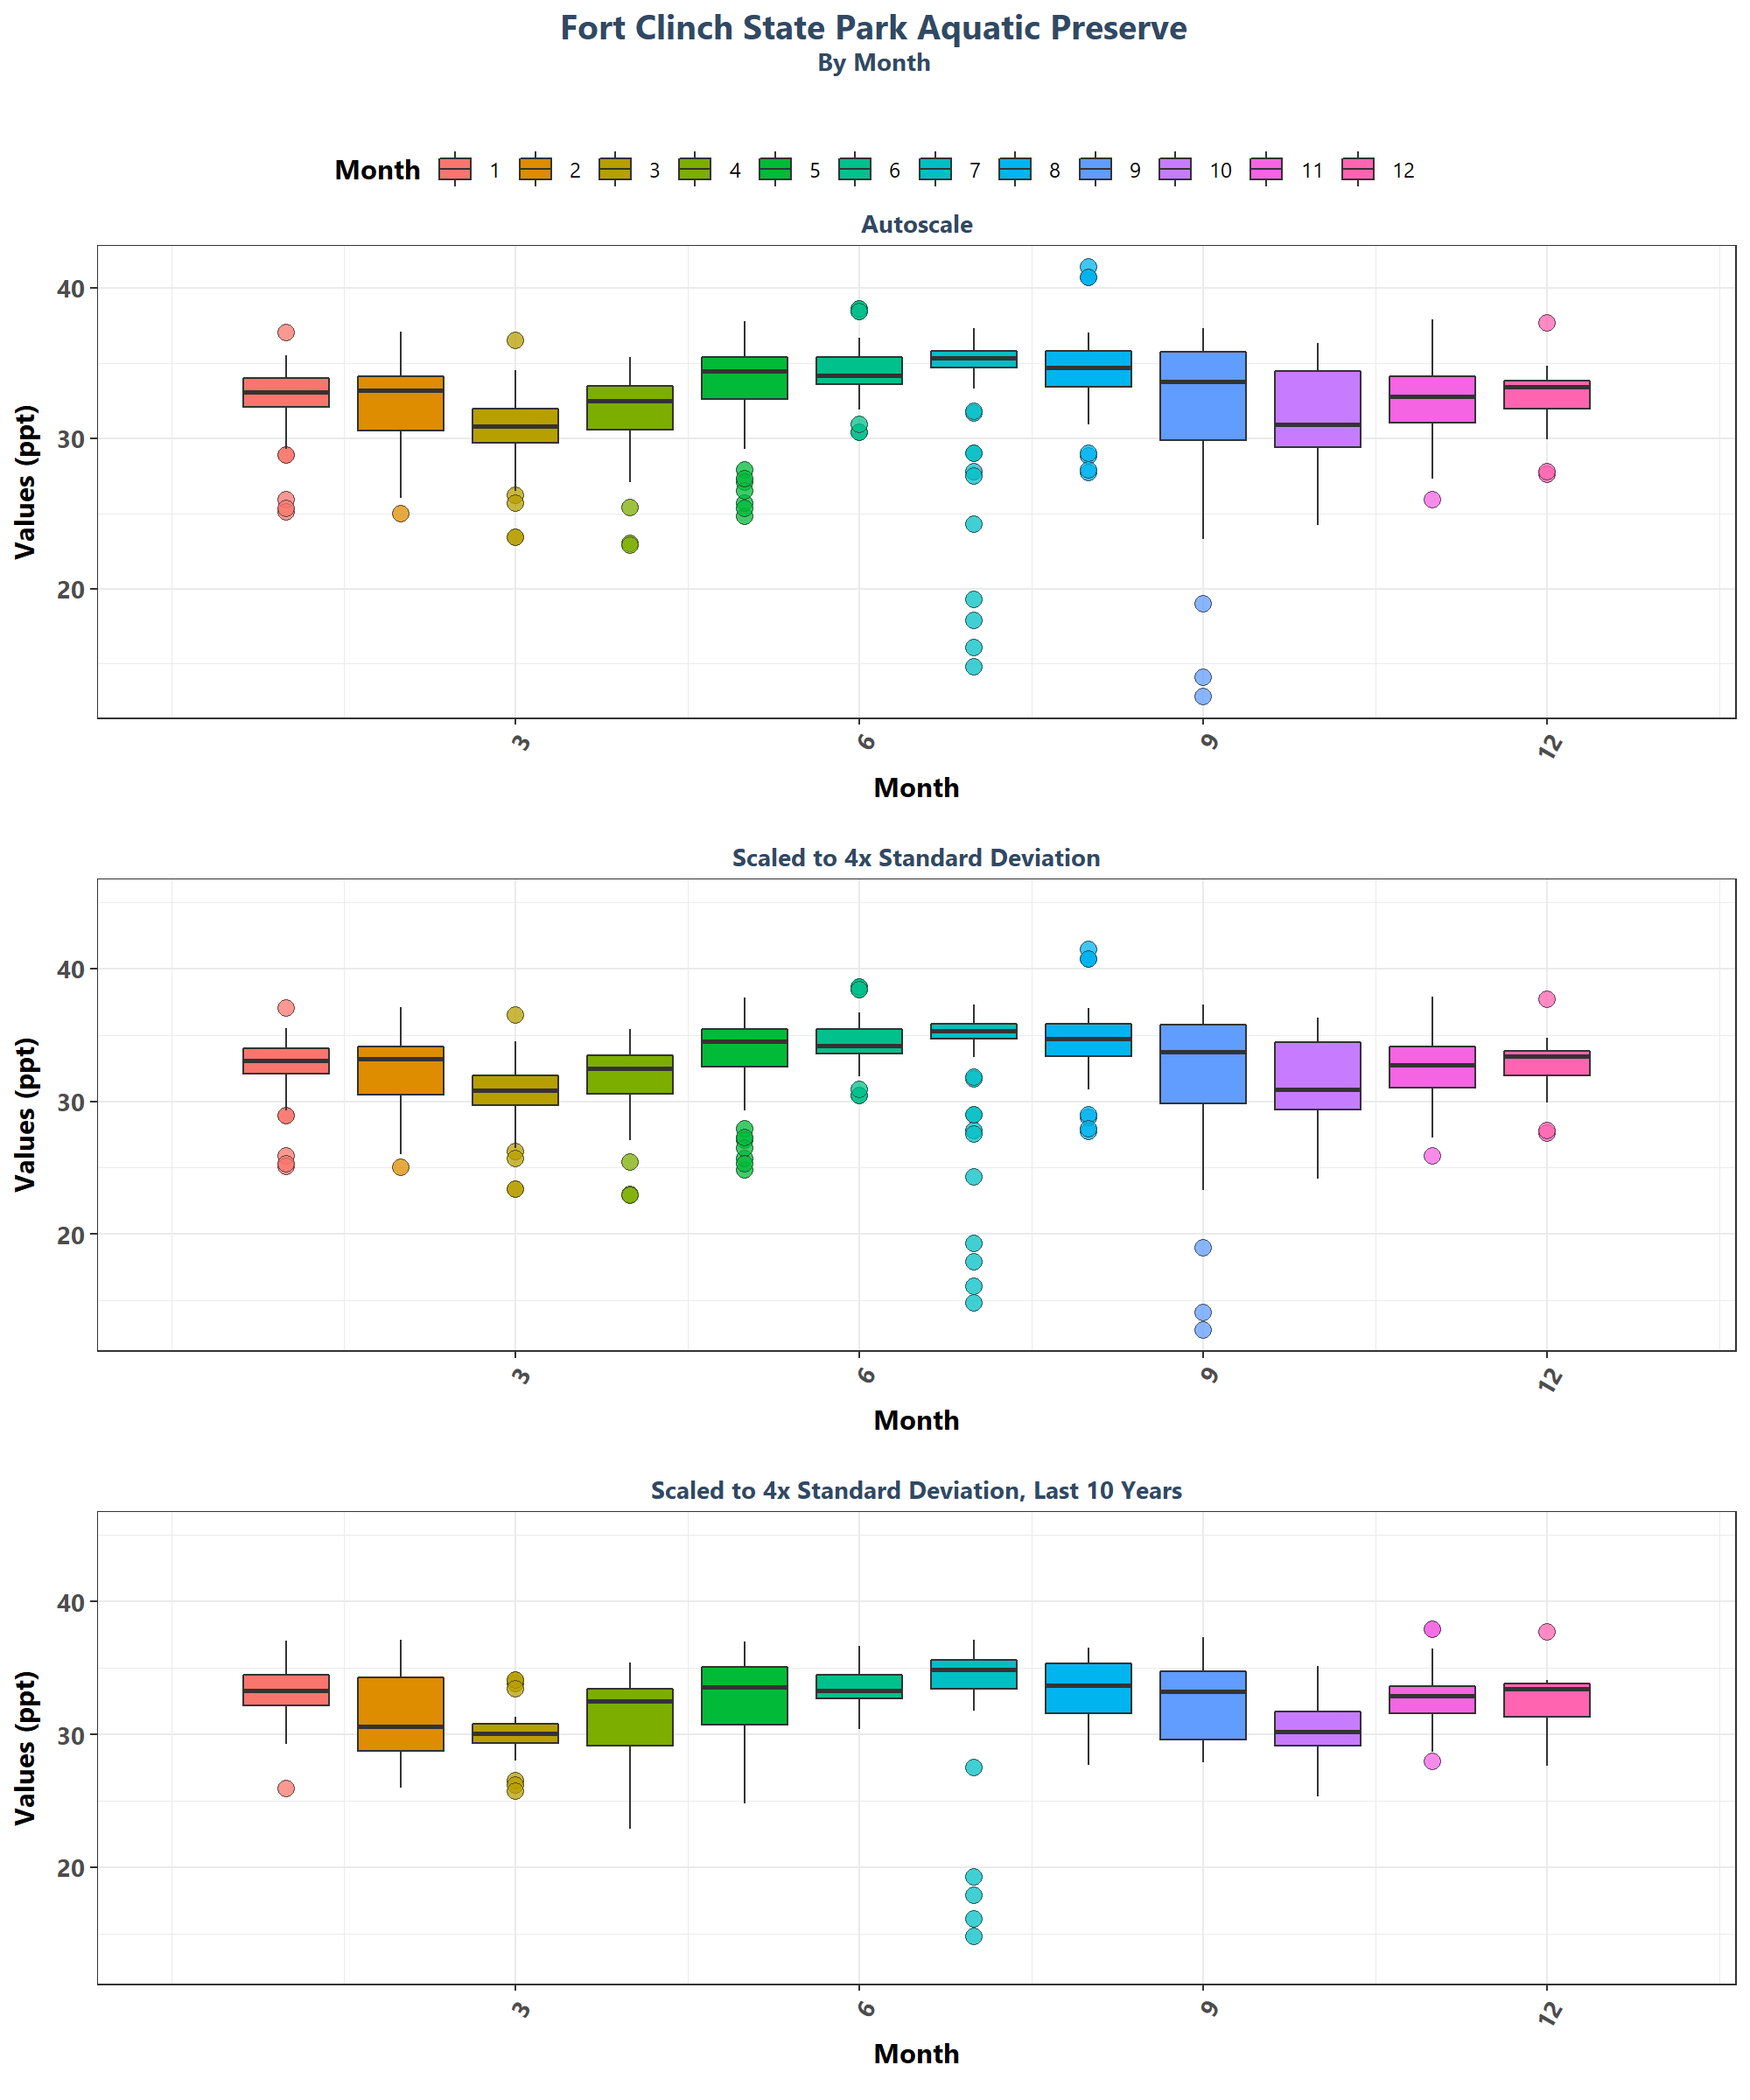 Fort Clinch State Park Aquatic Preserve
By Month
Month 1 2 3 4 5 6 7 8 9 10 11 12
Autoscale
Values (ppt)
40
30
20
3 6 9 12
Month
Scaled to 4x Standard Deviation
Values (ppt)
40
30
20
3 6 9 12
Month
Scaled to 4x Standard Deviation, Last 10 Years
Values (ppt)
40
30
20
3 6 9 12
Month